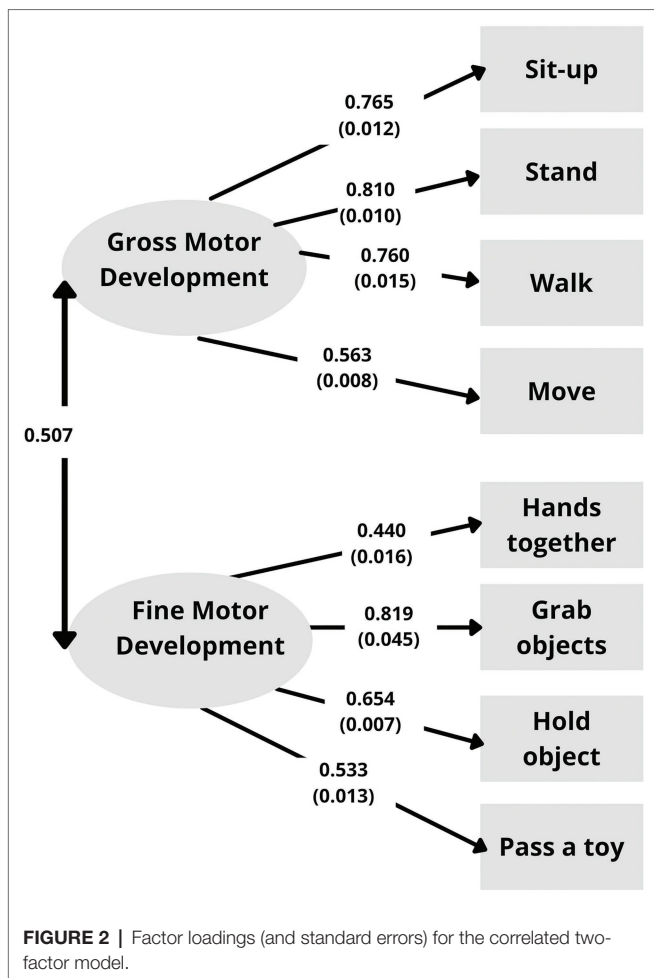 Sit-up
0.765
(0.012)
Stand
0.810
(0.010)
Gross Motor
Development
0.760
(0.015)
Walk
0.563
(0.008)
Move
0.507
Hands
together
0.440
(0.016)
Fine Motor
Development
0.819
(0.045)
Grab
objects
0.654
(0.007)
Hold
object
0.533
(0.013)
Pass a toy
FIGURE 2 | Factor loadings (and standard errors) for the correlated two-
factor model.